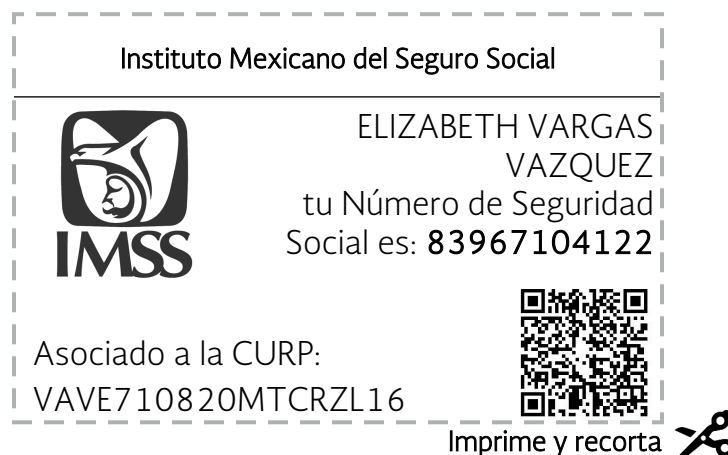 Instituto Mexicano del Seguro Social
ELIZABETH VARGAS
VAZQUEZ
tu Número de Seguridad
Social es: 83967104122
IMSS
Asociado a la CURP:
VAVE710820MTCRZL16
Imprime y recorta